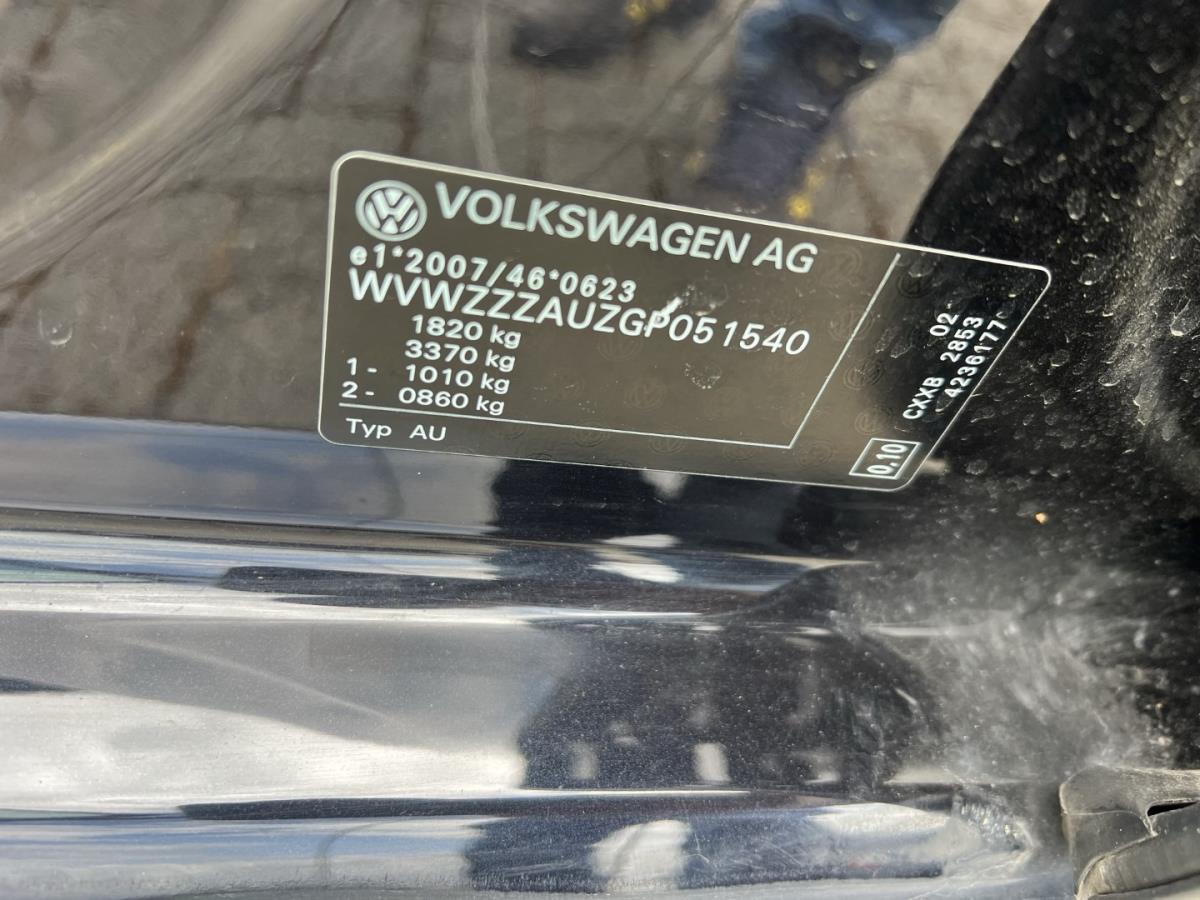 VOLKSWAGEN AG
e1*2007/46*0623
WVWZZZAUZGP051540
1820 kg
3370 kg
1- 1010 kg
2- 0860 kg
Typ AU
02-
CXXB 2853
4236177
0.10